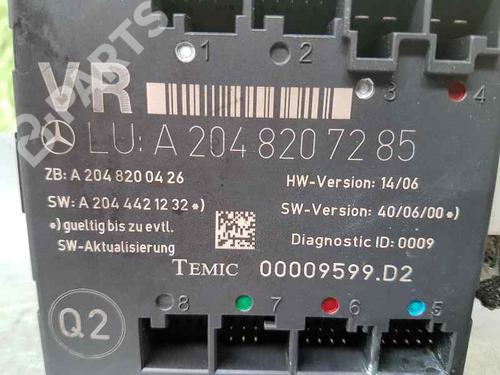 1
2
VR
3
4
LU: A 204 820 72 85
ZB: A 204 820 04 26
HW-Version: 14/06
SW: A 204 442 12 32 *)
SW-Version: 40/06/00 *)
*) gueltig bis zu evtl.
SW-Aktualisierung
Diagnostic ID: 0009
TEMIC 00009599.D2
Q2
8
7
6
5
B-PARTS